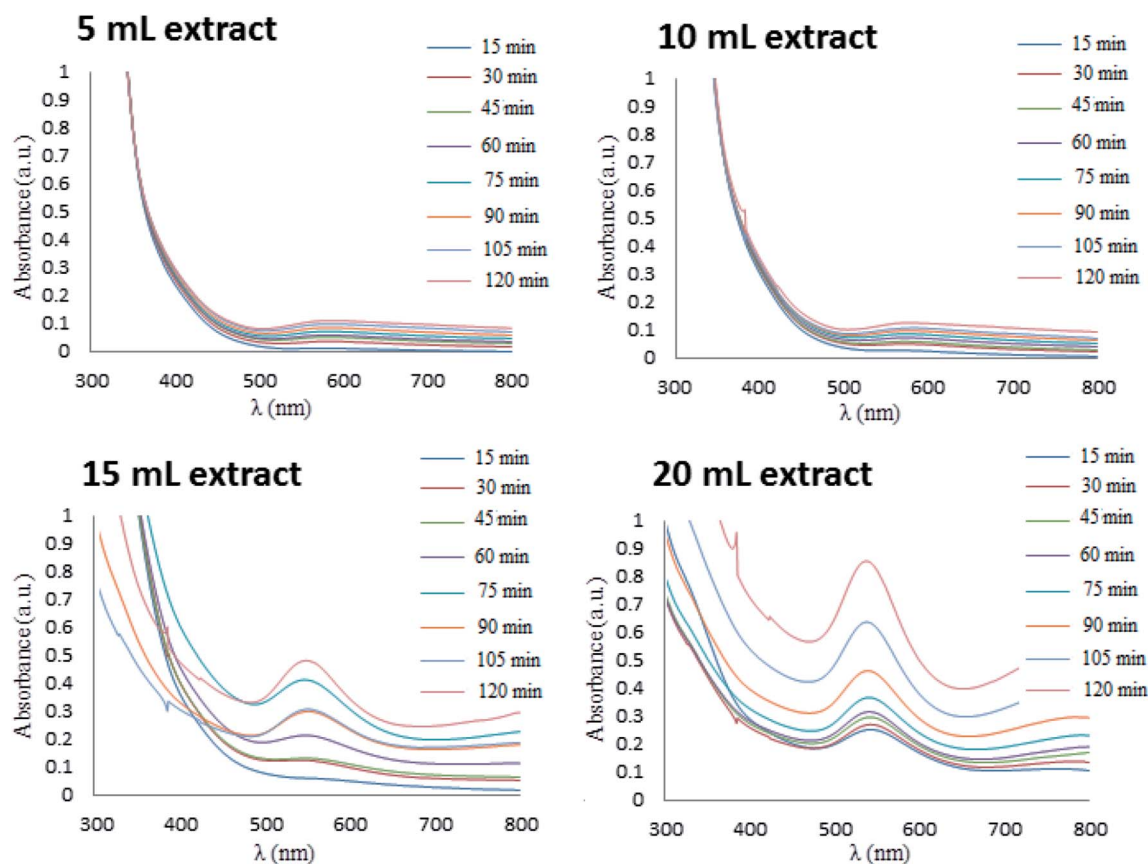 5 mL extract
15 min
30 min
45 min
60 min
75 min
90 min
105 min
120 min
Absorbance (a.u.)
1
0.9
0.8
0.7
0.6
0.5
0.4
0.3
0.2
0.1
0
300 400 500 600 700 800
λ (nm)
10 mL extract
15 min
30 min
45 min
60 min
75 min
90 min
105 min
120 min
Absorbance (a.u.)
1
0.9
0.8
0.7
0.6
0.5
0.4
0.3
0.2
0.1
0
300 400 500 600 700 800
λ (nm)
15 mL extract
15 min
30 min
45 min
60 min
75 min
90 min
105 min
120 min
Absorbance (a.u.)
1
0.9
0.8
0.7
0.6
0.5
0.4
0.3
0.2
0.1
0
300 400 500 600 700 800
λ (nm)
20 mL extract
15 min
30 min
45 min
60 min
75 min
90 min
105 min
120 min
Absorbance (a.u.)
1
0.9
0.8
0.7
0.6
0.5
0.4
0.3
0.2
0.1
0
300 400 500 600 700 800
λ (nm)